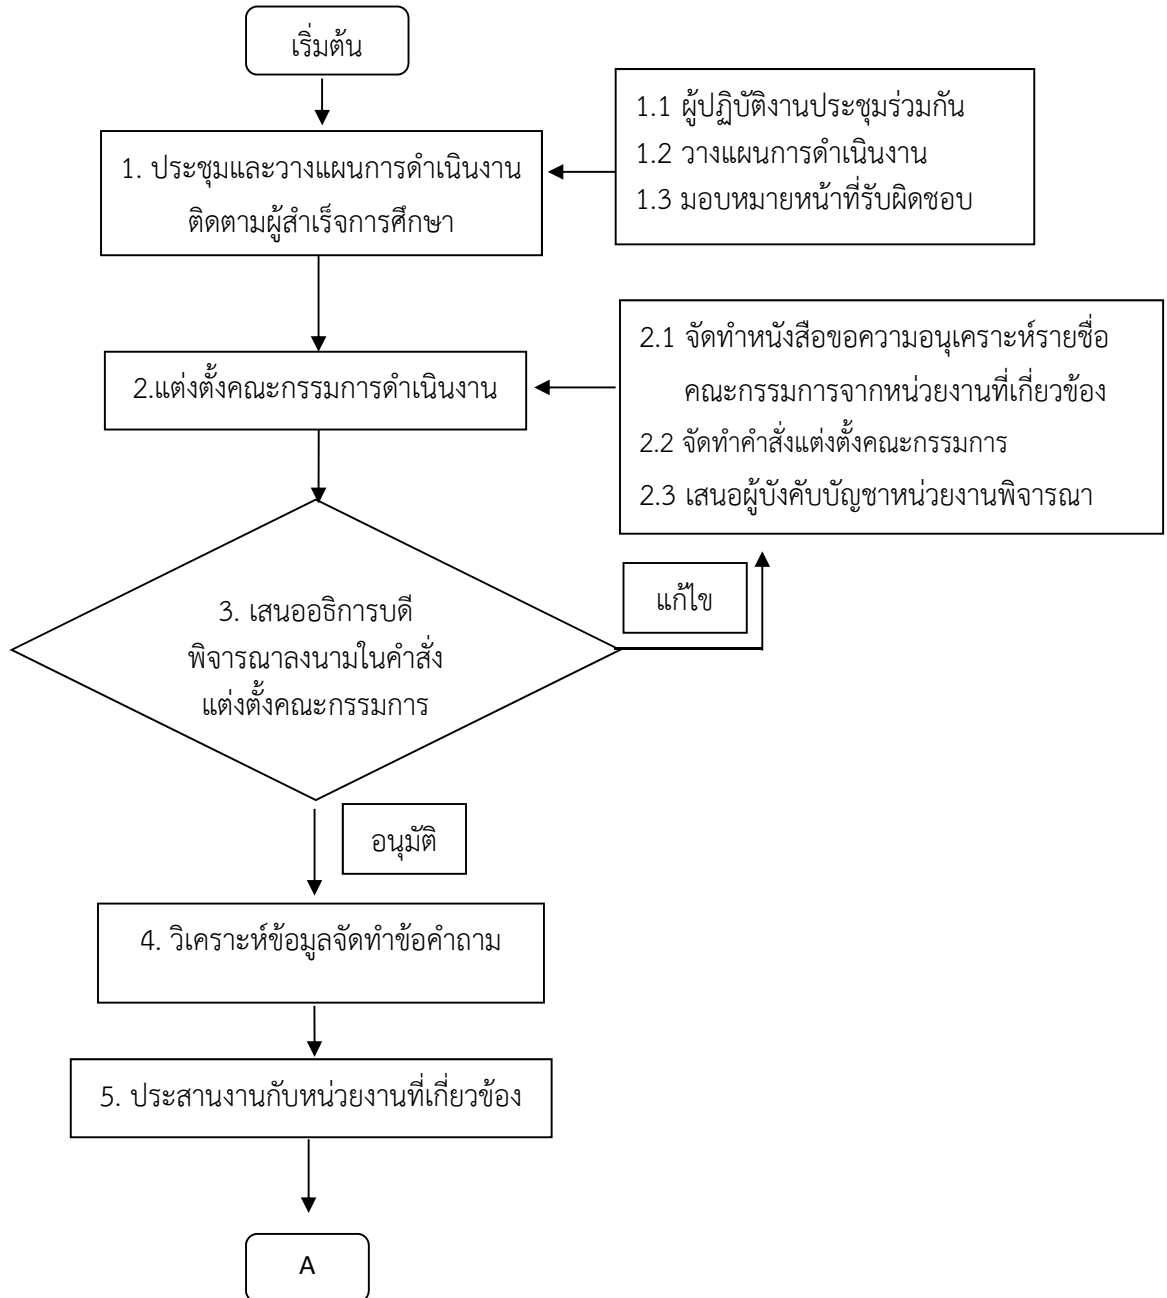 เริ่มต้น
1. ประชุมและวางแผนการดำเนินงาน
ติดตามผู้สำเร็จการศึกษา
1.1 ผู้ปฏิบัติงานประชุมร่วมกัน
1.2 วางแผนการดำเนินงาน
1.3 มอบหมายหน้าที่รับผิดชอบ
2.แต่งตั้งคณะกรรมการดำเนินงาน
2.1 จัดทำหนังสือขอความอนุเคราะห์รายชื่อ
คณะกรรมการจากหน่วยงานที่เกี่ยวข้อง
2.2 จัดทำคำสั่งแต่งตั้งคณะกรรมการ
2.3 เสนอผู้บังคับบัญชาหน่วยงานพิจารณา
แก้ไข
3. เสนออธิการบดี
พิจารณาลงนามในคำสั่ง
แต่งตั้งคณะกรรมการ
อนุมัติ
4. วิเคราะห์ข้อมูลจัดทำข้อคำถาม
5. ประสานงานกับหน่วยงานที่เกี่ยวข้อง
A